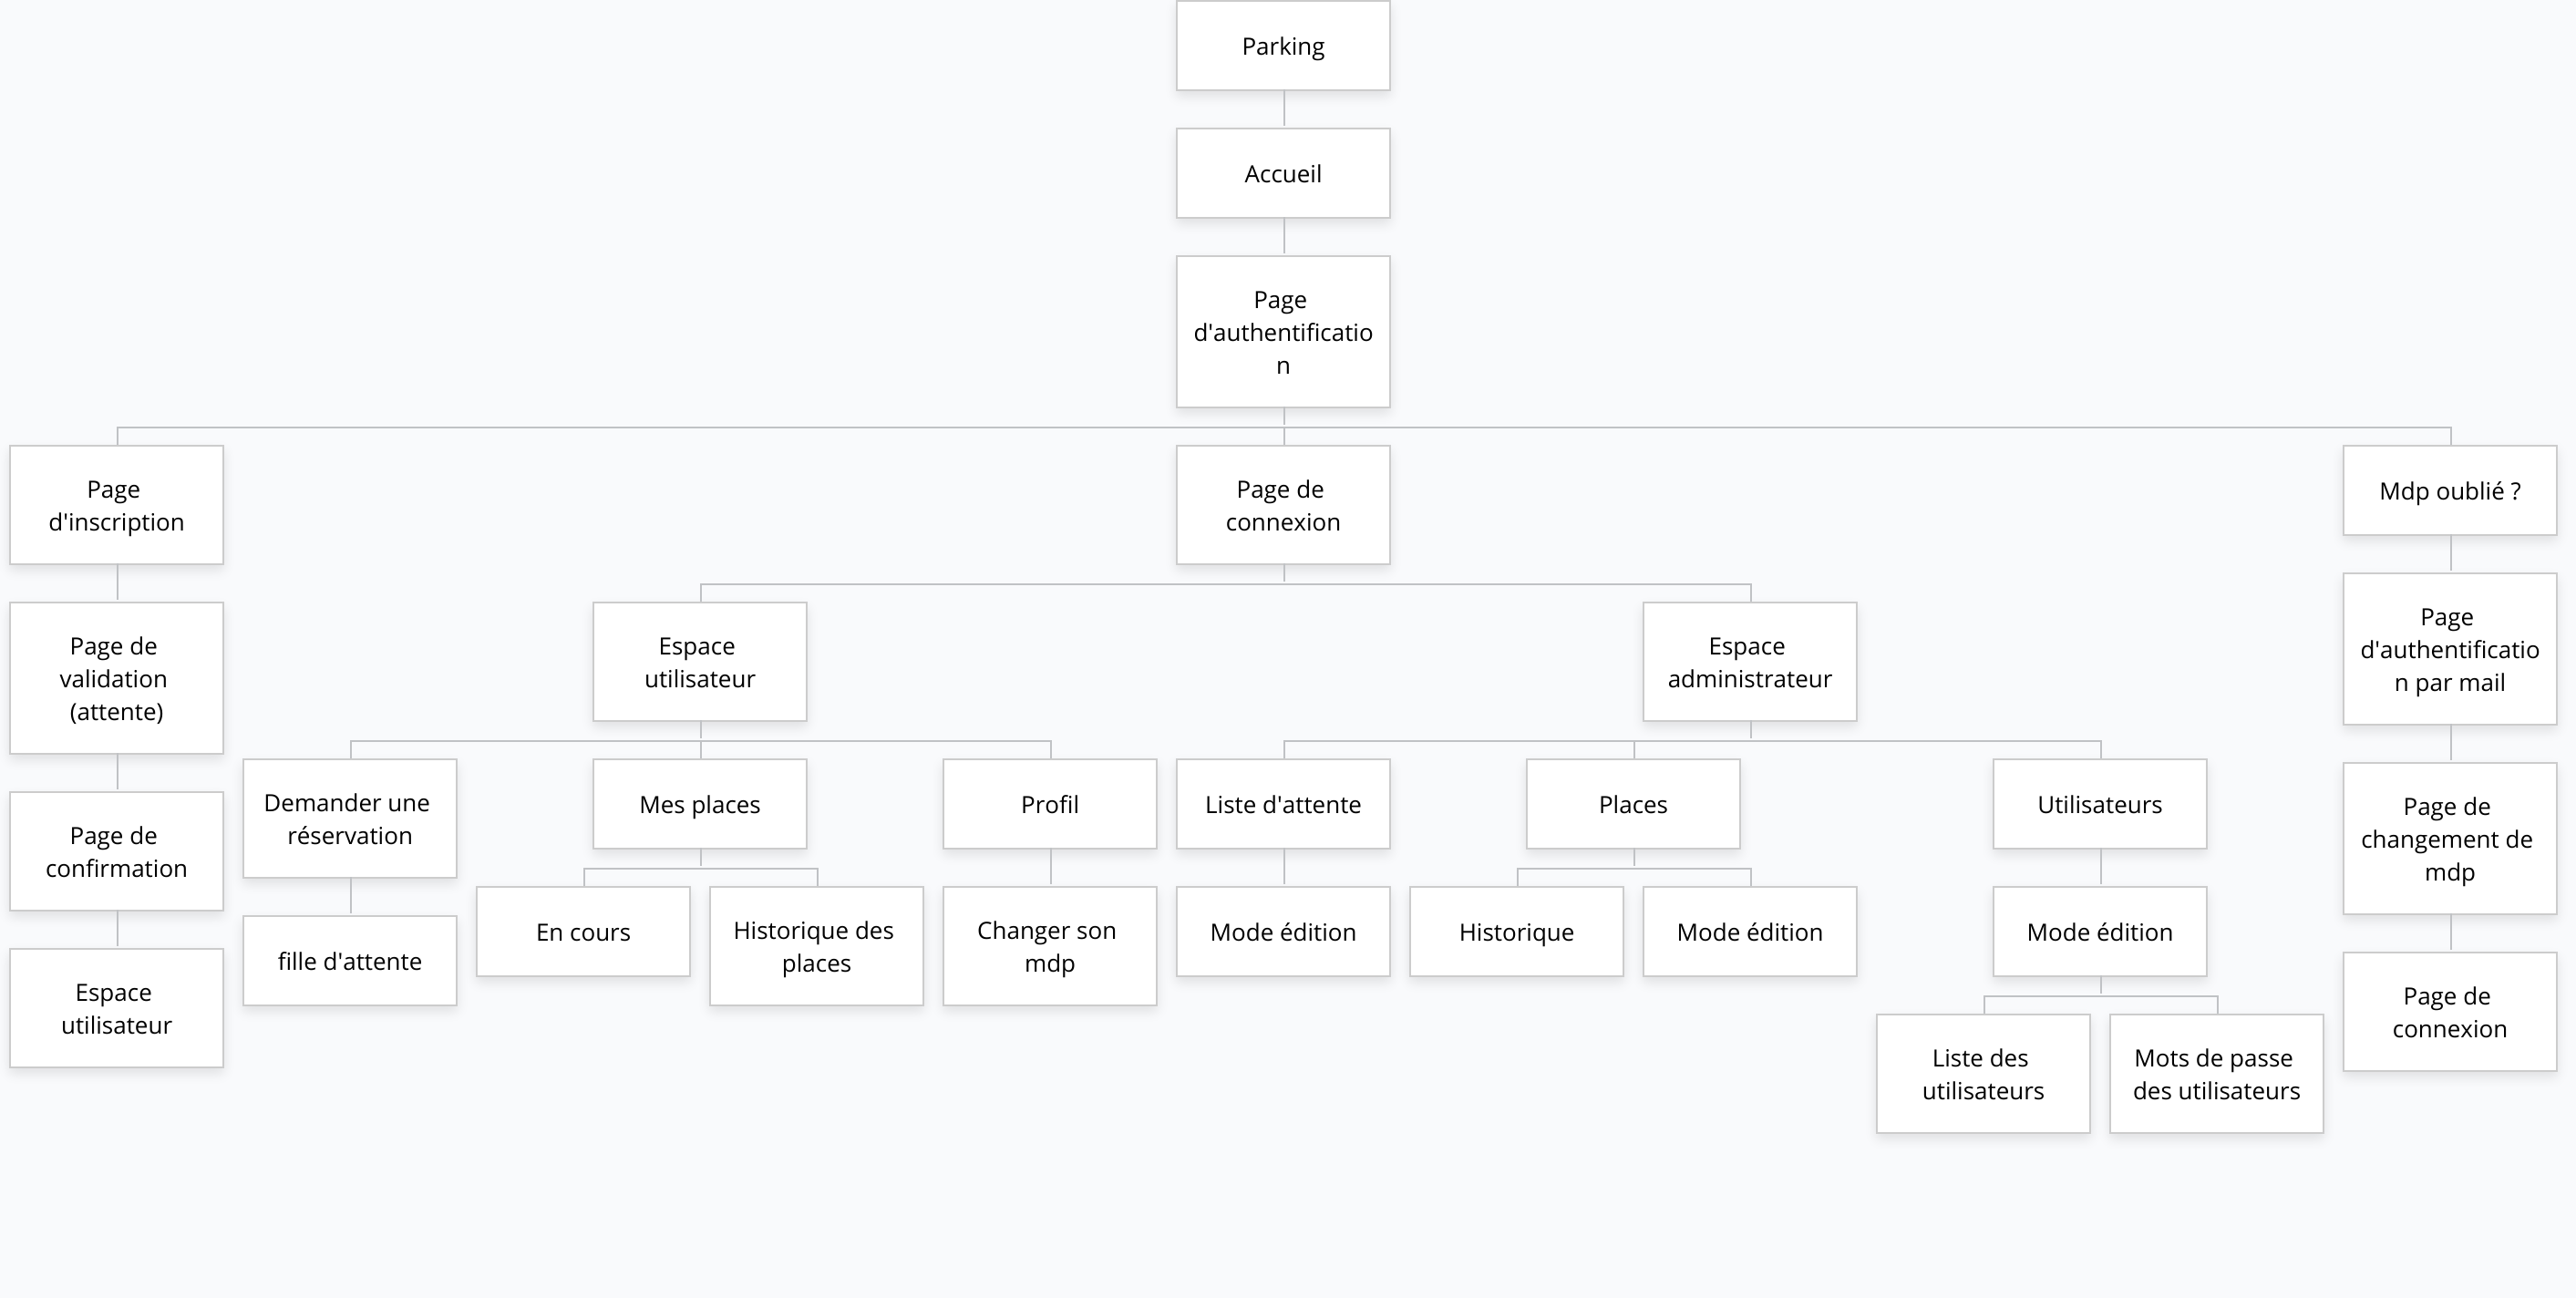 Parking
Accueil
Page
d'authentificatio
n
Page
d'inscription
Page de
connexion
Mdp oublié ?
Page de
validation
(attente)
Espace
utilisateur
Espace
administrateur
Page
d'authentificatio
n par mail
Page de
confirmation
Demander une
réservation
Mes places
Profil
Liste d'attente
Places
Utilisateurs
Page de
changement de
mdp
Espace
utilisateur
fille d'attente
En cours
Historique des
places
Changer son
mdp
Mode édition
Historique
Mode édition
Mode édition
Page de
connexion
Liste des
utilisateurs
Mots de passe
des utilisateurs